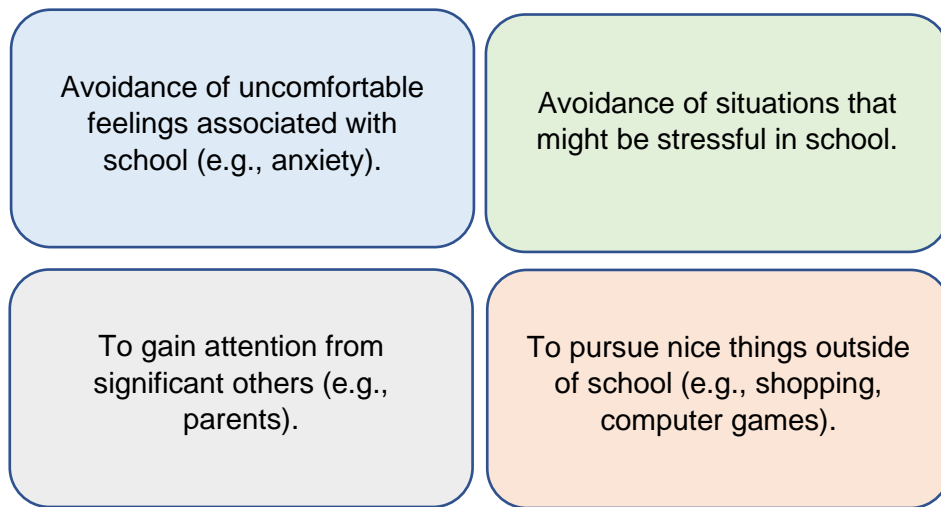 Avoidance of uncomfortable
feelings associated with
school (e.g., anxiety).
Avoidance of situations that
might be stressful in school.
To gain attention from
significant others (e.g.,
parents).
To pursue nice things outside
of school (e.g., shopping,
computer games).